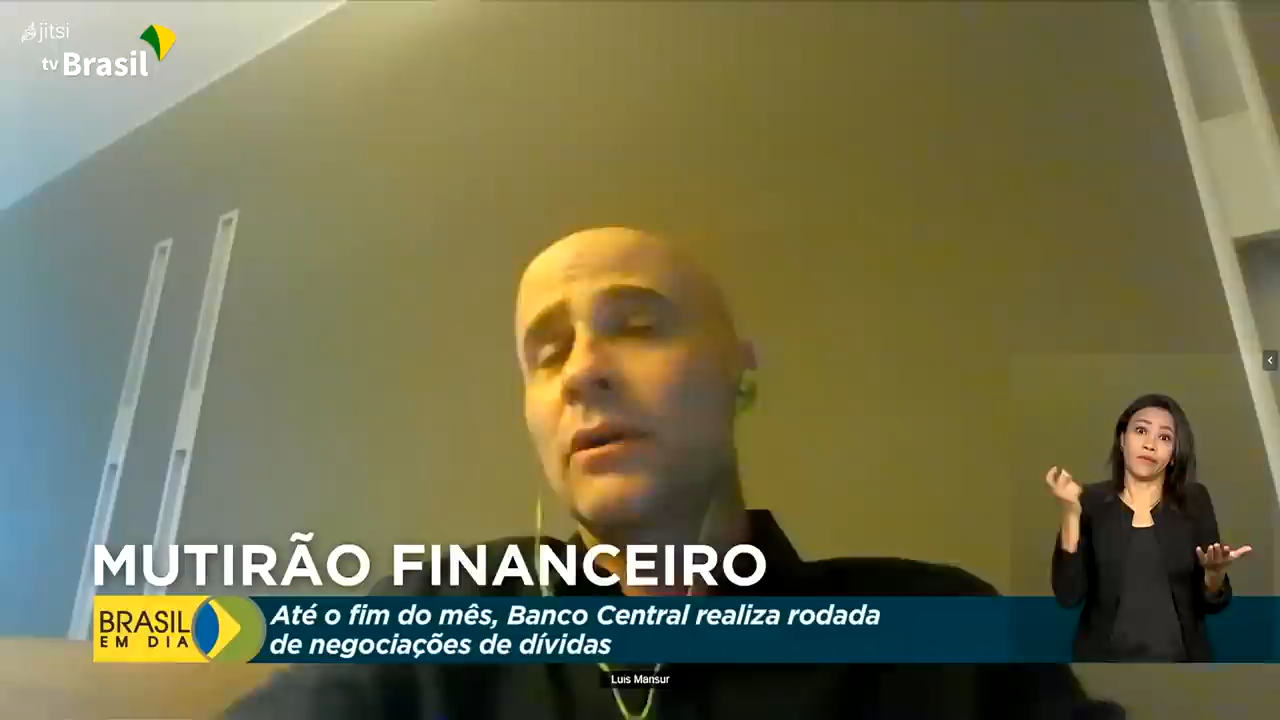 jitsi
tv Brasil
MUTIRÃO FINANCEIRO
BRASIL
EM DIA
Até o fim do mês, Banco Central realiza rodada
de negociações de dívidas
Luis Mansur